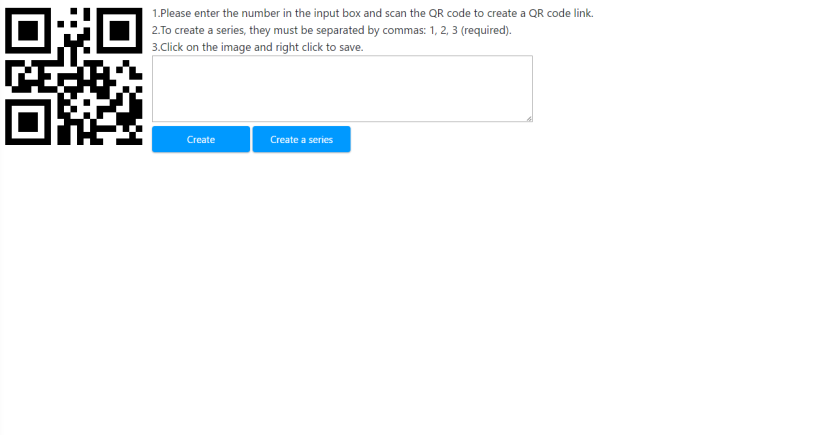 1.Please enter the number in the input box and scan the QR code to create a QR code link.
2.To create a series, they must be separated by commas: 1, 2, 3 (required).
3.Click on the image and right click to save.
Create
Create a series